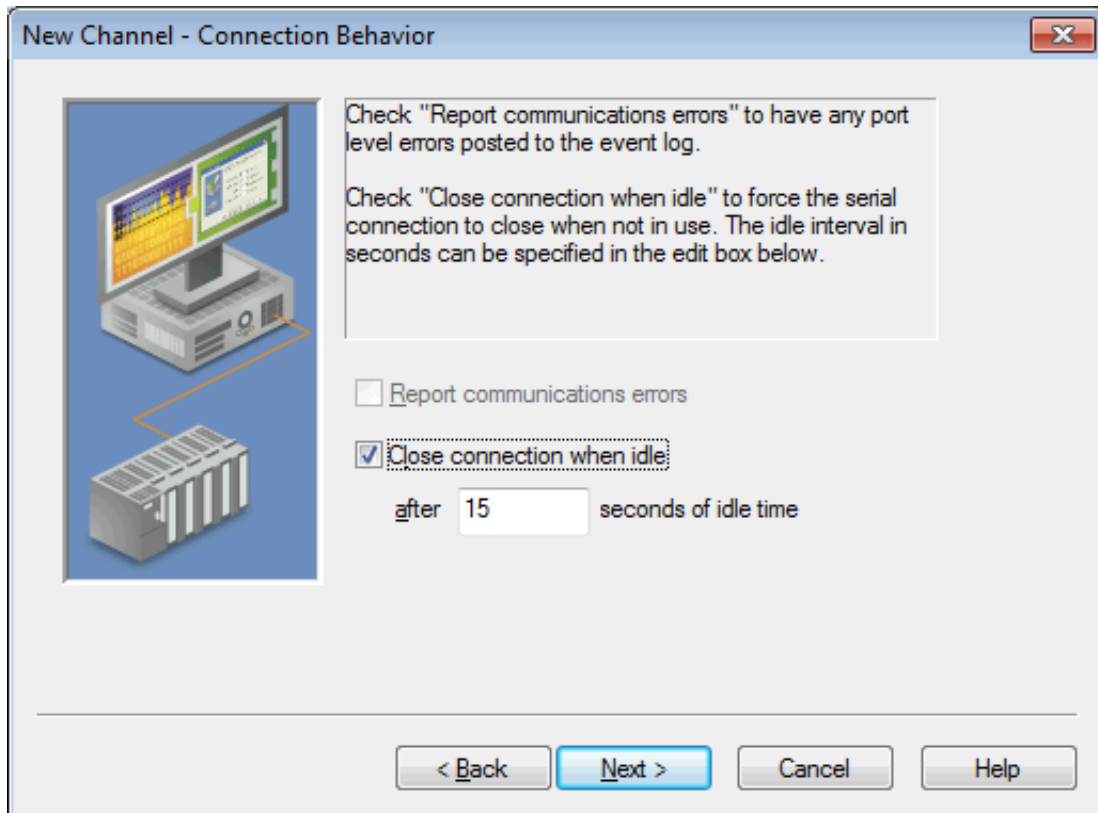 New Channel - Connection Behavior
Check "Report communications errors" to have any port
level errors posted to the event log.
Check "Close connection when idle" to force the serial
connection to close when not in use. The idle interval in
seconds can be specified in the edit box below.
Report communications errors
Close connection when idle
after 15 seconds of idle time
< Back Next > Cancel Help